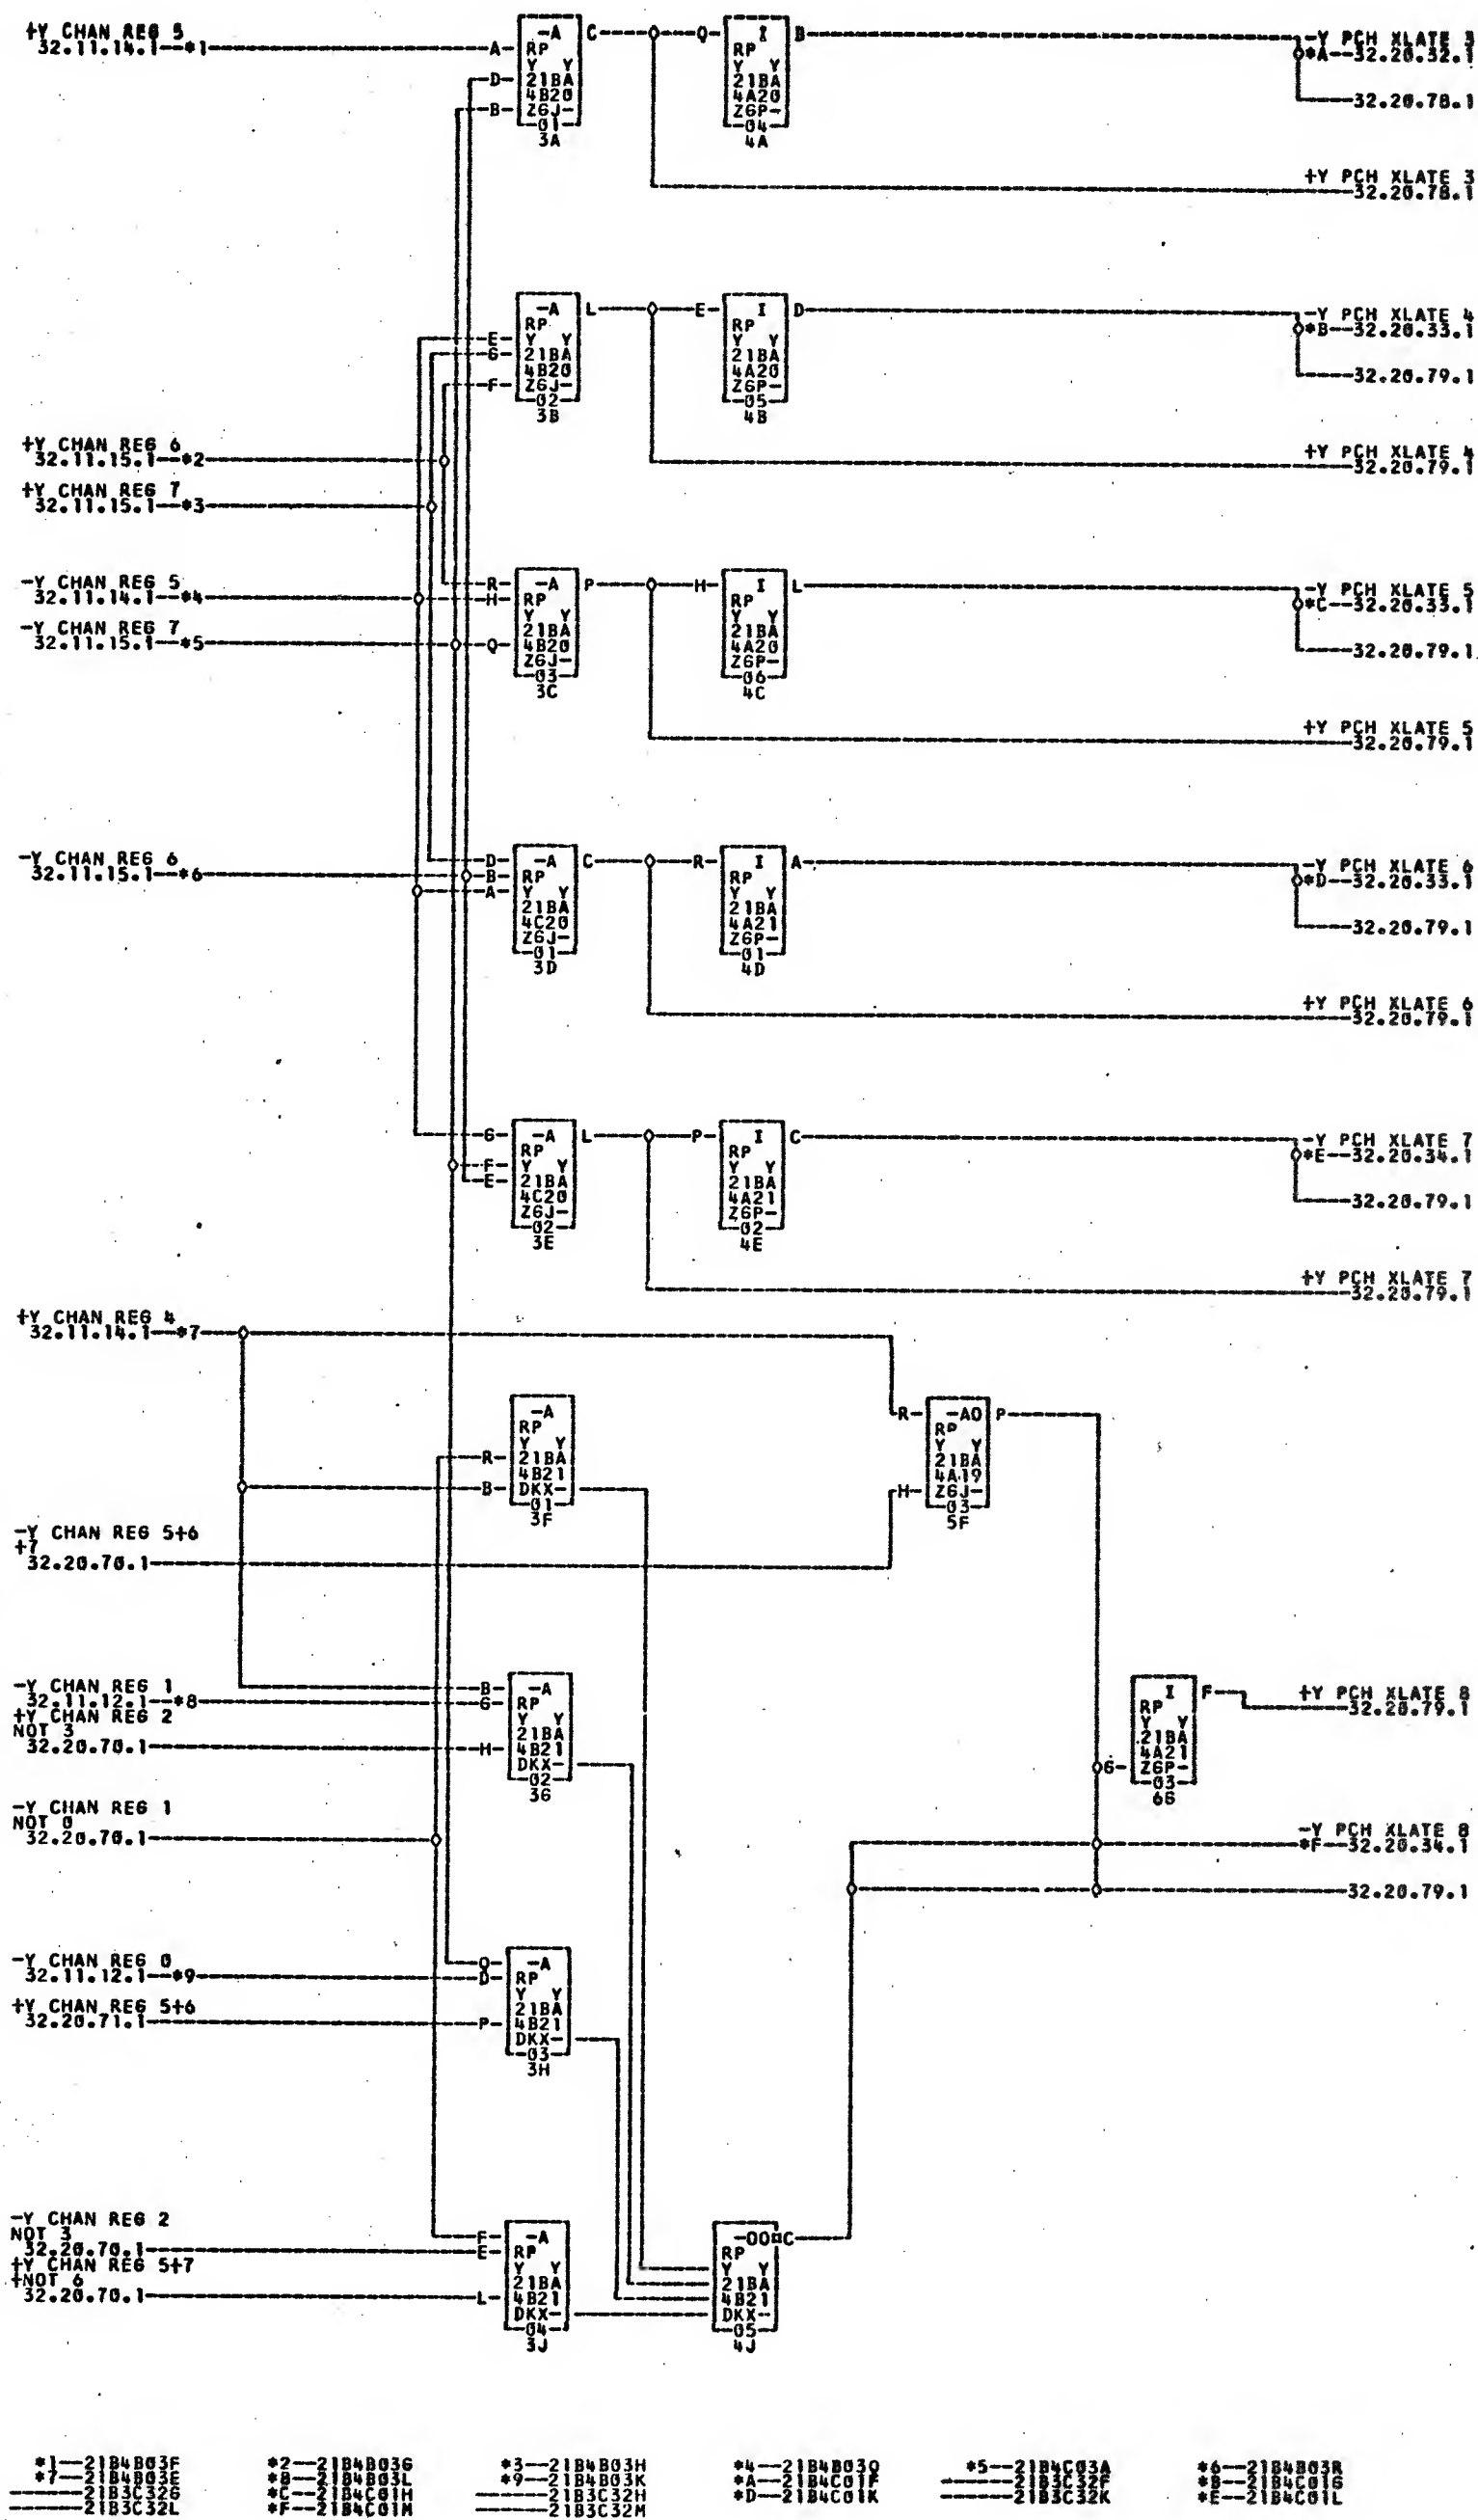 +Y CHAN REG 5
32.11.14.1—*1
-Y PCH XLATE 3
*A—32.20.32.1
32.20.78.1
+Y PCH XLATE 3
32.20.78.1
A D B
-A C
RP
Y Y
21BA
4B20
Z6J-
01
3A
Q I B
RP
Y Y
21BA
4A20
Z6P-
04
4A
E G F
-A L
RP
Y Y
21BA
4B20
Z6J-
02
3B
E I D
RP
Y Y
21BA
4A20
Z6P-
05
4B
-Y PCH XLATE 4
*B—32.20.33.1
32.20.79.1
+Y PCH XLATE 4
32.20.79.1
+Y CHAN REG 6
32.11.15.1—*2
+Y CHAN REG 7
32.11.15.1—*3
-Y CHAN REG 5
32.11.14.1—*4
-Y CHAN REG 7
32.11.15.1—*5
R H Q
-A P
RP
Y Y
21BA
4B20
Z6J-
03
3C
H I L
RP
Y Y
21BA
4A20
Z6P-
06
4C
-Y PCH XLATE 5
*C—32.20.33.1
32.20.79.1
+Y PCH XLATE 5
32.20.79.1
-Y CHAN REG 6
32.11.15.1—*6
D B A
-A C
RP
Y Y
21BA
4C20
Z6J-
01
3D
R I A
RP
Y Y
21BA
4A21
Z6P-
01
4D
-Y PCH XLATE 6
*D—32.20.33.1
32.20.79.1
+Y PCH XLATE 6
32.20.79.1
G F E
-A L
RP
Y Y
21BA
4C20
Z6J-
02
3E
P I C
RP
Y Y
21BA
4A21
Z6P-
02
4E
-Y PCH XLATE 7
*E—32.20.34.1
32.20.79.1
+Y PCH XLATE 7
32.20.79.1
+Y CHAN REG 4
32.11.14.1—*7
R B
-A
RP
Y Y
21BA
4B21
DKX-
01
3F
R H
-AO P
RP
Y Y
21BA
4A19
Z6J-
03
5F
-Y CHAN REG 5+6
+7
32.20.70.1
-Y CHAN REG 1
32.11.12.1—*8
+Y CHAN REG 2
NOT 3
32.20.70.1
B G H
-A
RP
Y Y
21BA
4B21
DKX-
02
3G
G I F
RP
Y Y
21BA
4A21
Z6P-
03
6G
+Y PCH XLATE 8
32.20.79.1
-Y CHAN REG 1
NOT 0
32.20.70.1
-Y PCH XLATE 8
*F—32.20.34.1
32.20.79.1
-Y CHAN REG 0
32.11.12.1—*9
+Y CHAN REG 5+6
32.20.71.1
Q D P
-A
RP
Y Y
21BA
4B21
DKX-
03
3H
-Y CHAN REG 2
NOT 3
32.20.70.1
+Y CHAN REG 5+7
+NOT 6
32.20.70.1
F E L
-A
RP
Y Y
21BA
4B21
DKX-
04
3J
-OO¤C
RP
Y Y
21BA
4B21
DKX-
05
4J
*1—21B4B03F *2—21B4B03G *3—21B4B03H *4—21B4B03Q *5—21B4C03A *6—21B4B03R
*7—21B4B03E *8—21B4B03L *9—21B4B03K *A—21B4C01F 21B3C32F *B—21B4C01G
21B3C32G *C—21B4C01H 21B3C32H *D—21B4C01K 21B3C32K *E—21B4C01L
21B3C32L *F—21B4C01M 21B3C32M